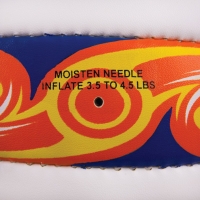 MOISTEN NEEDLE
INFLATE 3.5 TO 4.5 LBS